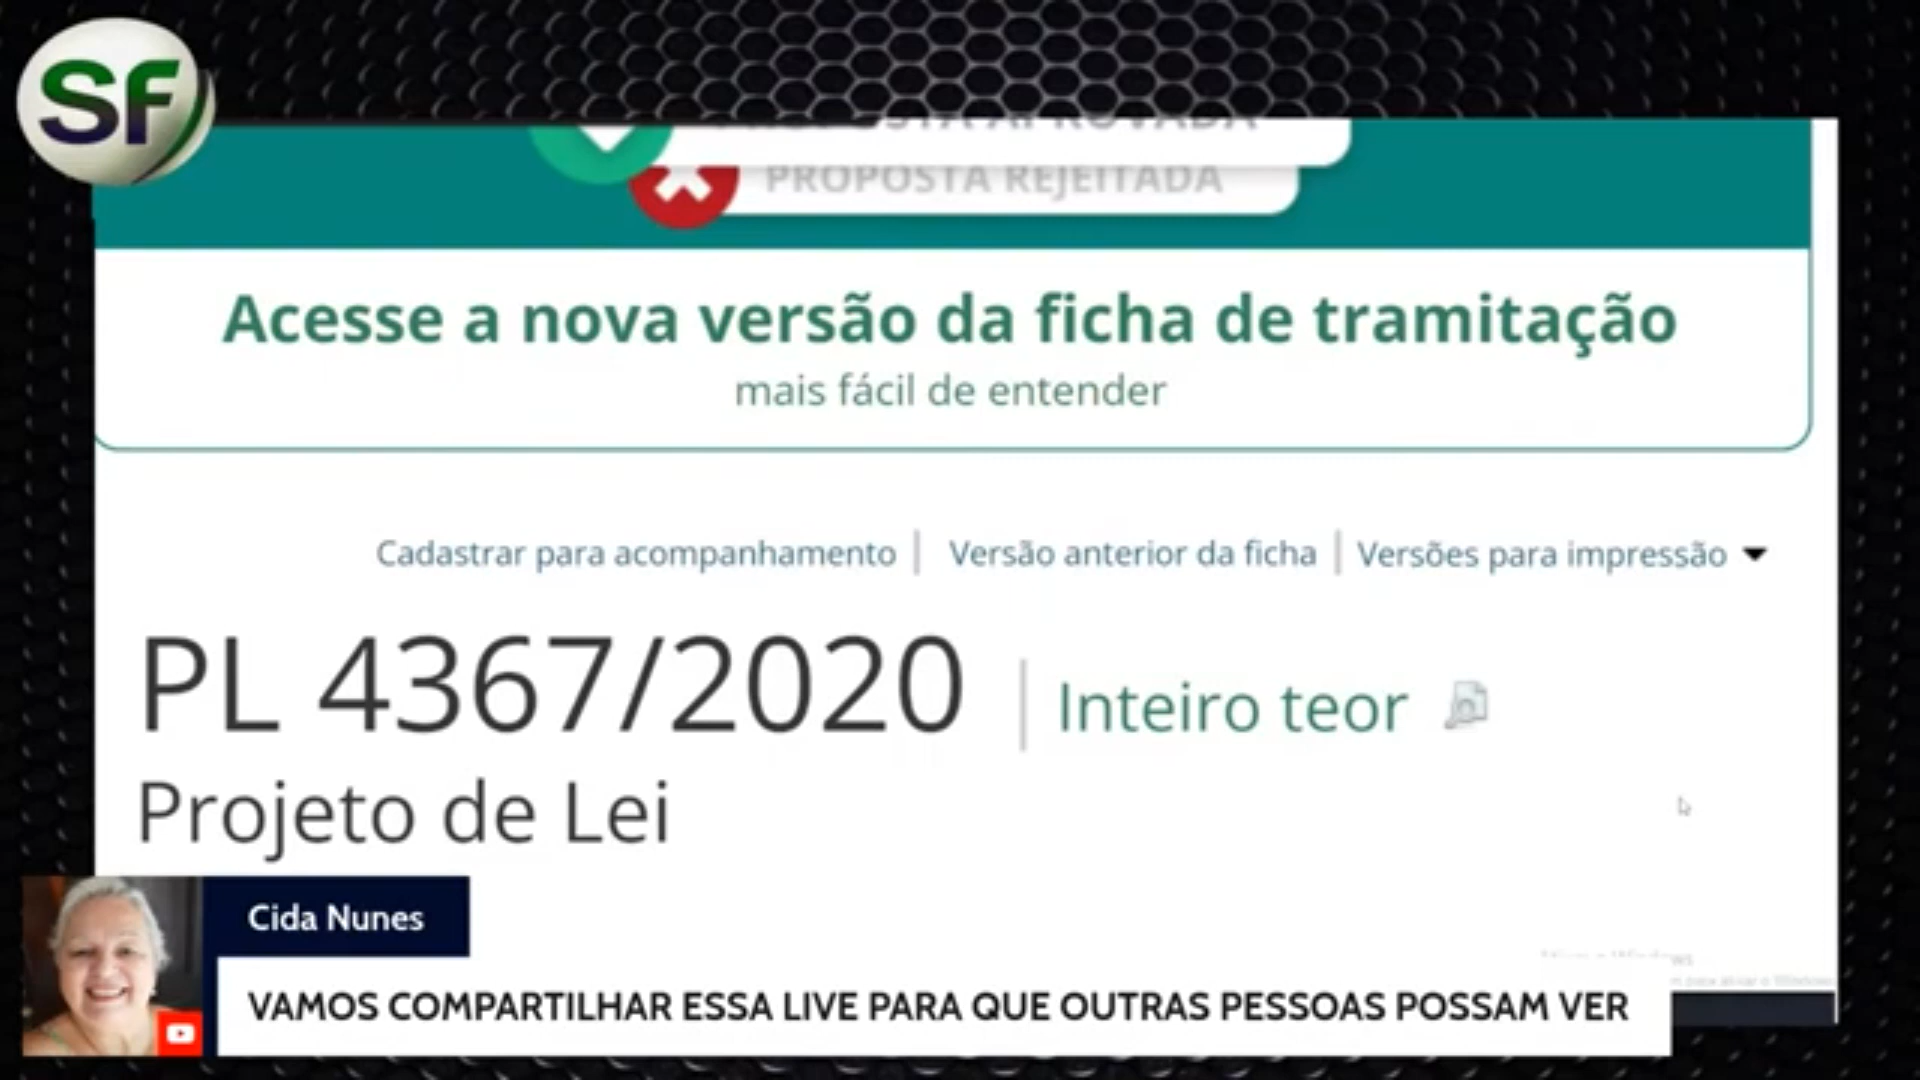 SF
PROPOSTA APROVADA
PROPOSTA REJEITADA
Acesse a nova versão da ficha de tramitação
mais fácil de entender
Cadastrar para acompanhamento | Versão anterior da ficha | Versões para impressão
PL 4367/2020 | Inteiro teor
Projeto de Lei
Cida Nunes
VAMOS COMPARTILHAR ESSA LIVE PARA QUE OUTRAS PESSOAS POSSAM VER